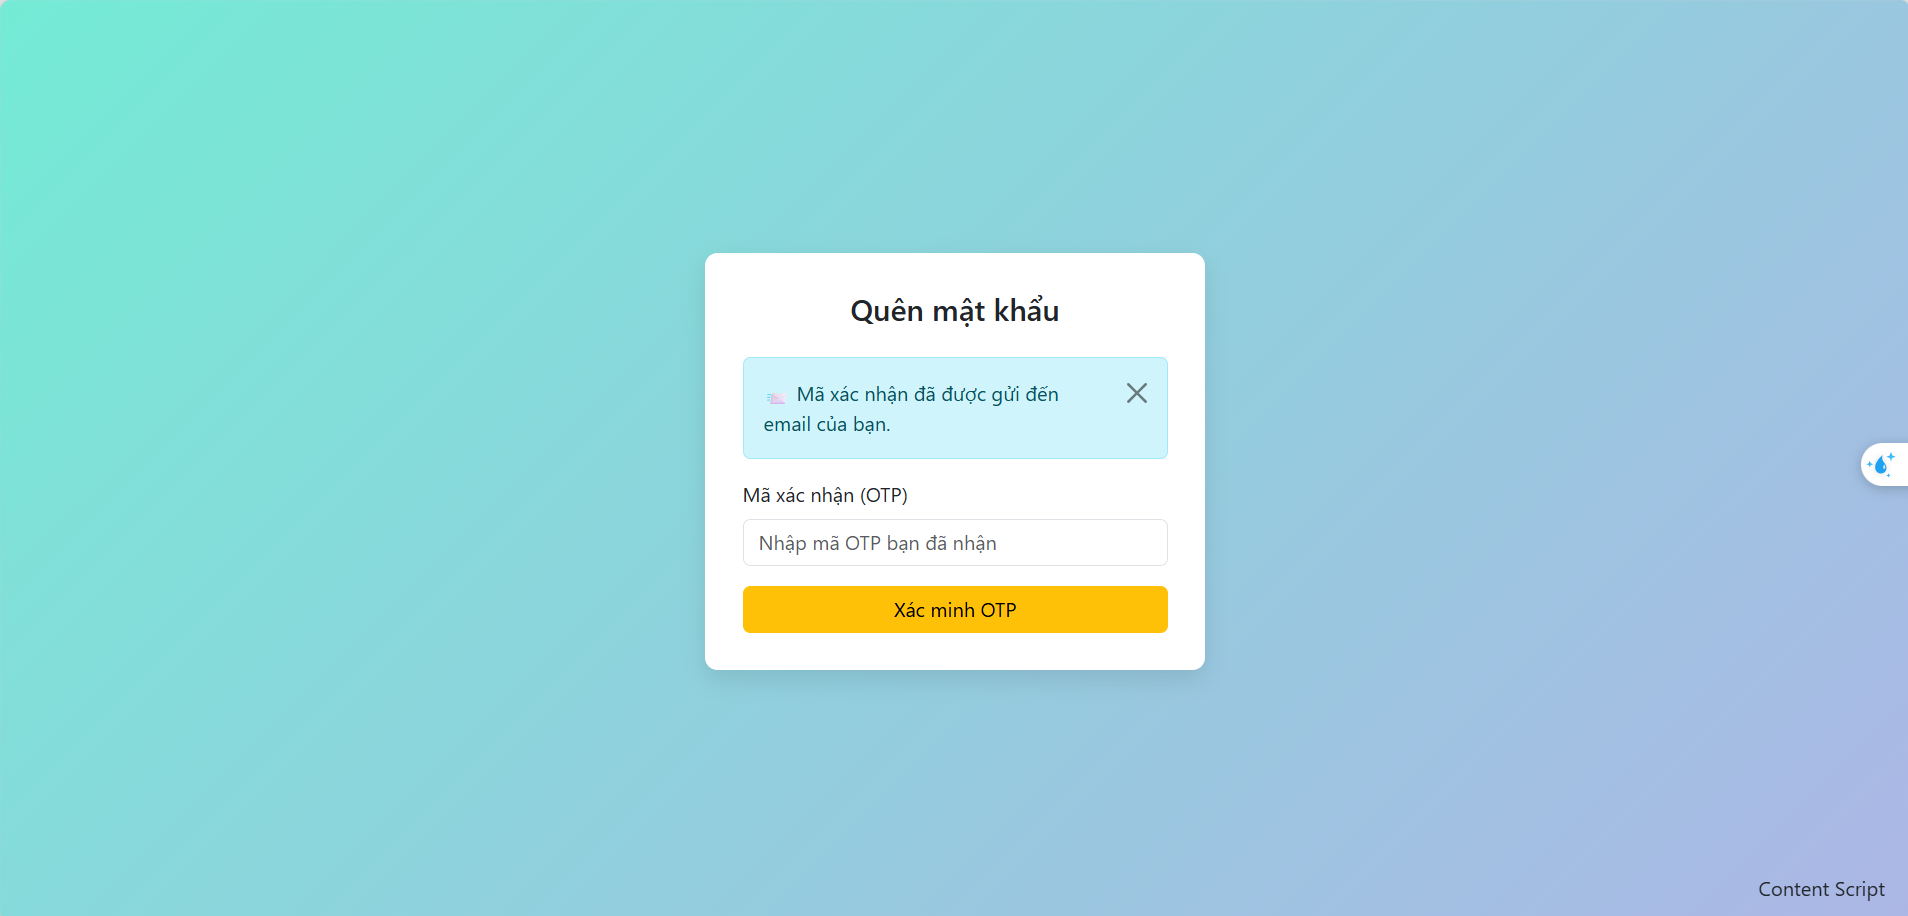 Quên mật khẩu
Mã xác nhận đã được gửi đến
email của bạn.
Mã xác nhận (OTP)
Nhập mã OTP bạn đã nhận
Xác minh OTP
Content Script